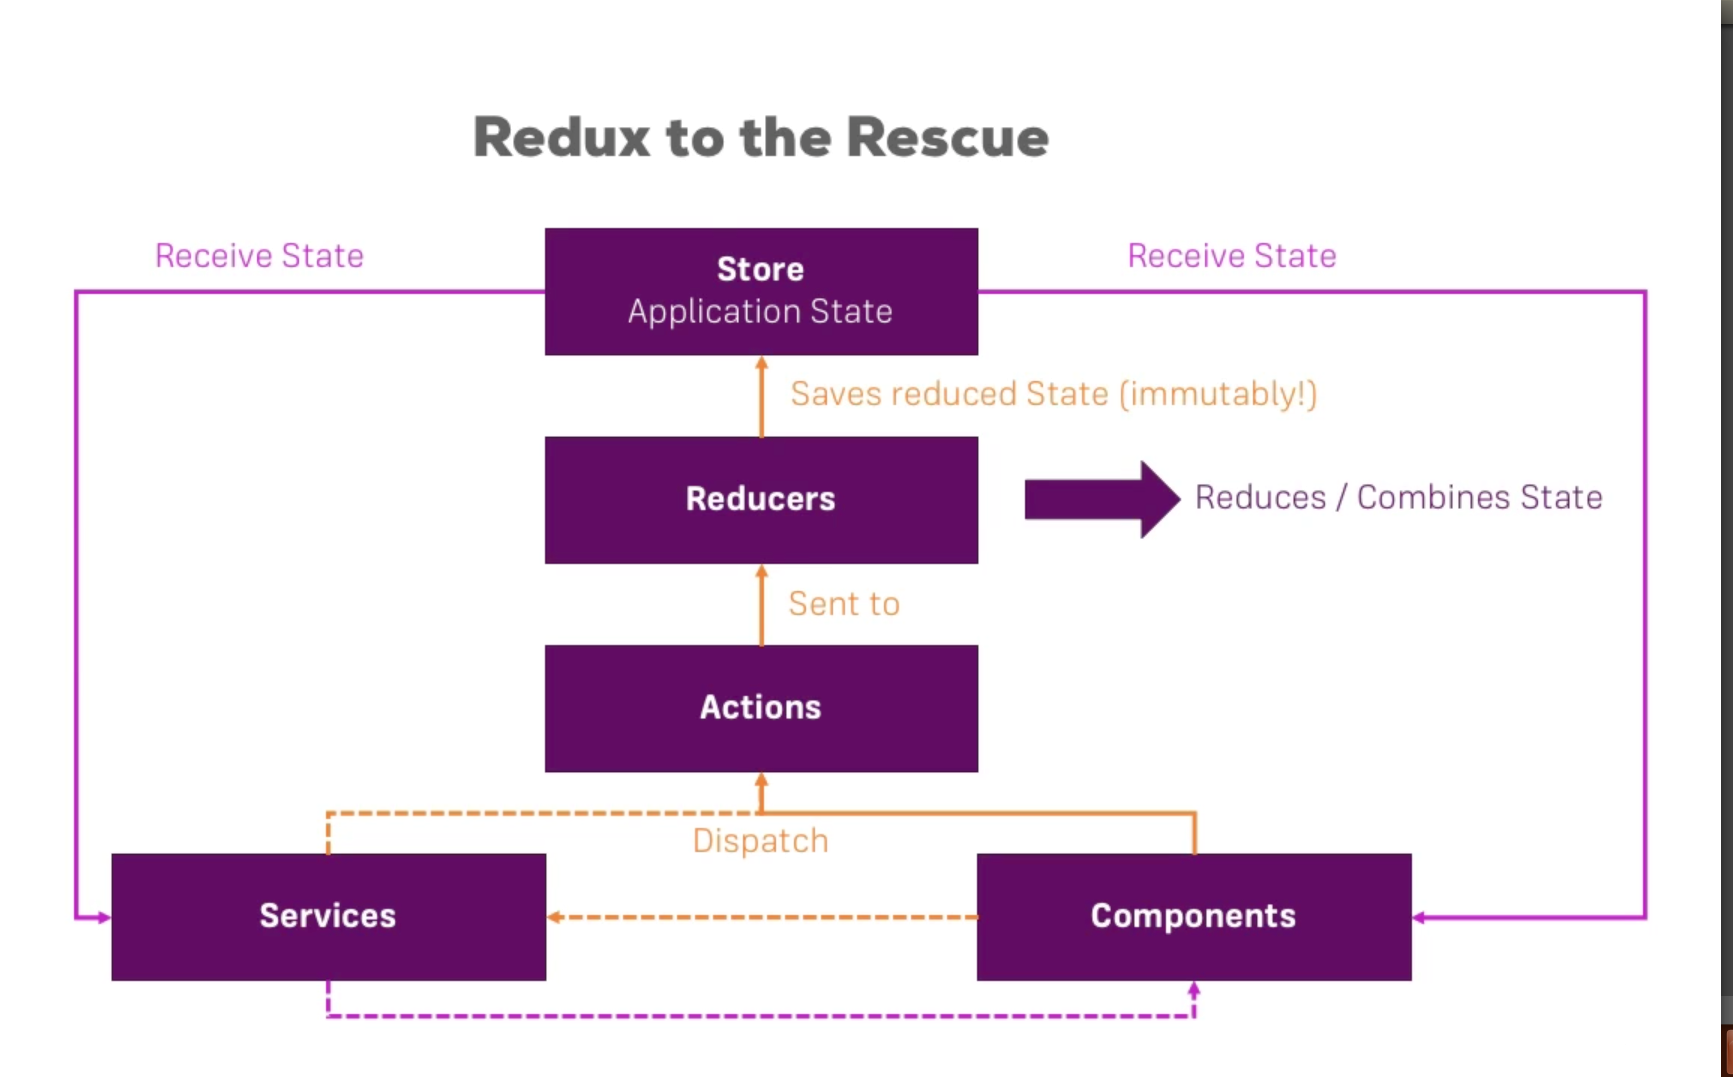 Redux to the Rescue
Receive State
Store
Application State
Receive State
Saves reduced State (immutably!)
Reducers
Reduces / Combines State
Sent to
Actions
Dispatch
Services
Components